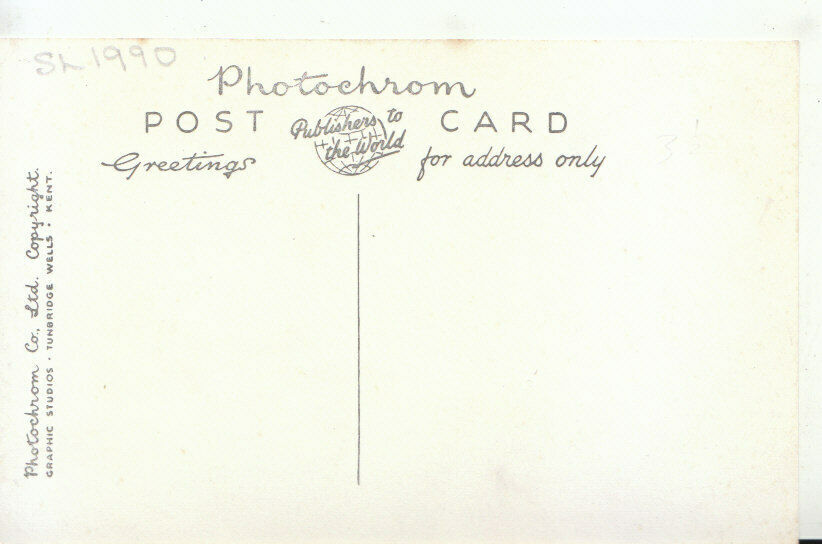 SL1990
Photochrom
POST CARD
Publishers to
the World
Greetings
for address only
Photochrom Co., Ltd. Copyright.
GRAPHIC STUDIOS · TUNBRIDGE WELLS · KENT.